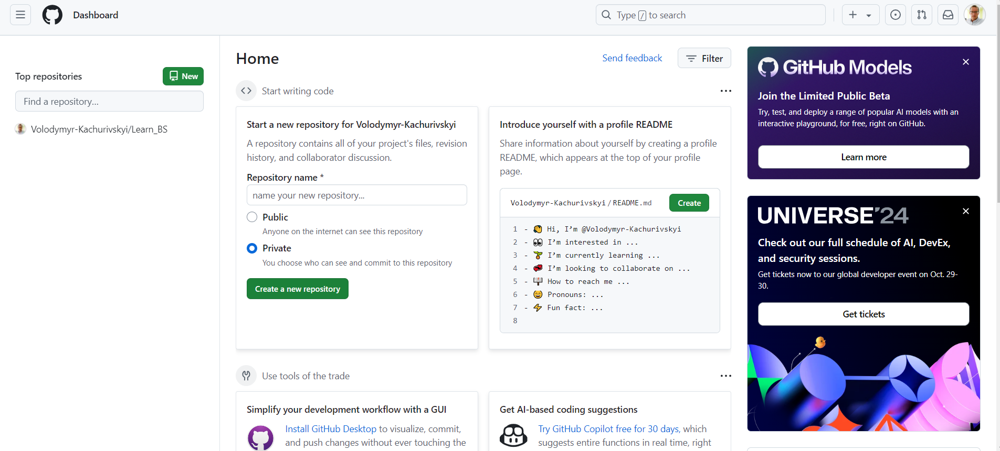 Dashboard
Type / to search
Top repositories
New
Find a repository...
Volodymyr-Kachurivskyi/Learn_BS
Home
Send feedback
Filter
Start writing code
Start a new repository for Volodymyr-Kachurivskyi
A repository contains all of your project's files, revision
history, and collaborator discussion.
Repository name *
name your new repository...
Public
Anyone on the internet can see this repository
Private
You choose who can see and commit to this repository
Create a new repository
Introduce yourself with a profile README
Share information about yourself by creating a profile
README, which appears at the top of your profile
page.
Volodymyr-Kachurivskyi / README.md
Create
1 - 👋 Hi, I’m @Volodymyr-Kachurivskyi
2 - 👀 I’m interested in ...
3 - 🌱 I’m currently learning ...
4 - 💞️ I’m looking to collaborate on ...
5 - 📫 How to reach me ...
6 - 😄 Pronouns: ...
7 - ⚡ Fun fact: ...
8
Use tools of the trade
Simplify your development workflow with a GUI
Install GitHub Desktop to visualize, commit,
and push changes without ever touching the
Get AI-based coding suggestions
Try GitHub Copilot free for 30 days, which
suggests entire functions in real time, right
GitHub Models
Join the Limited Public Beta
Try, test, and deploy a range of popular AI models with an
interactive playground, for free, right on GitHub.
Learn more
UNIVERSE’24
Check out our full schedule of AI, DevEx,
and security sessions.
Get tickets now to our global developer event on Oct. 29-
30.
Get tickets